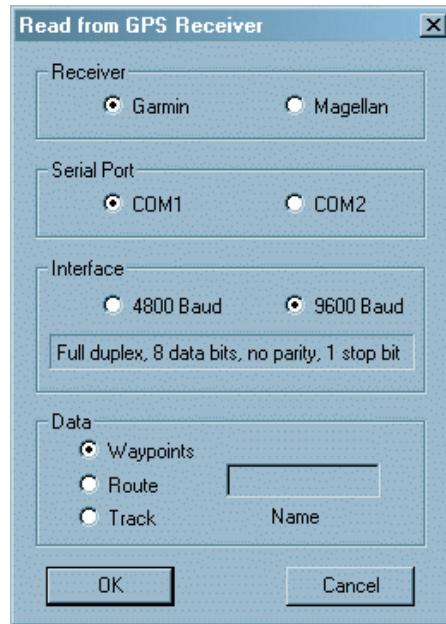 Read from GPS Receiver
Receiver
Garmin Magellan
Serial Port
COM1 COM2
Interface
4800 Baud 9600 Baud
Full duplex, 8 data bits, no parity, 1 stop bit
Data
Waypoints
Route
Track Name
OK Cancel